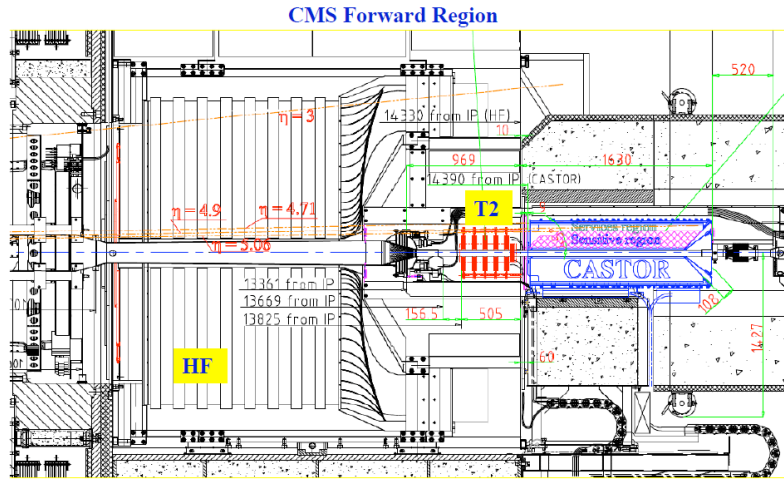 CMS Forward Region
520
η=3
14330 from IP (HF)
10
969
1630
14390 from IP (CASTOR)
η=4.9
η=4.71
T2
9
Services region
Sensitive region
η=5.06
CASTOR
13361 from IP
13669 from IP
13825 from IP
156.5
505
108
1427
60
HF